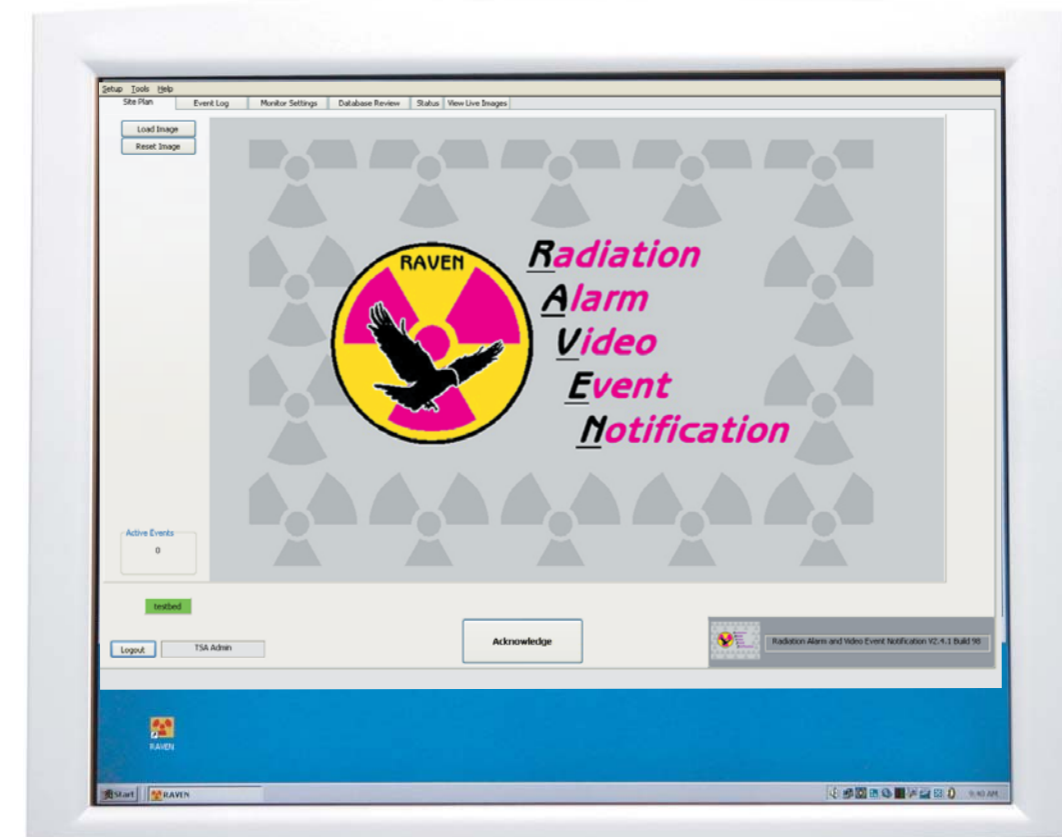 Setup Tools Help
Site Plan Event Log Monitor Settings Database Review Status View Live Images
Load Image
Reset Image
RAVEN
Radiation
Alarm
Video
Event
Notification
Active Events
0
testbed
Acknowledge
Logout TSA Admin
Radiation Alarm and Video Event Notification V2.4.1 Build 98
RAVEN
Start RAVEN 9:40 AM